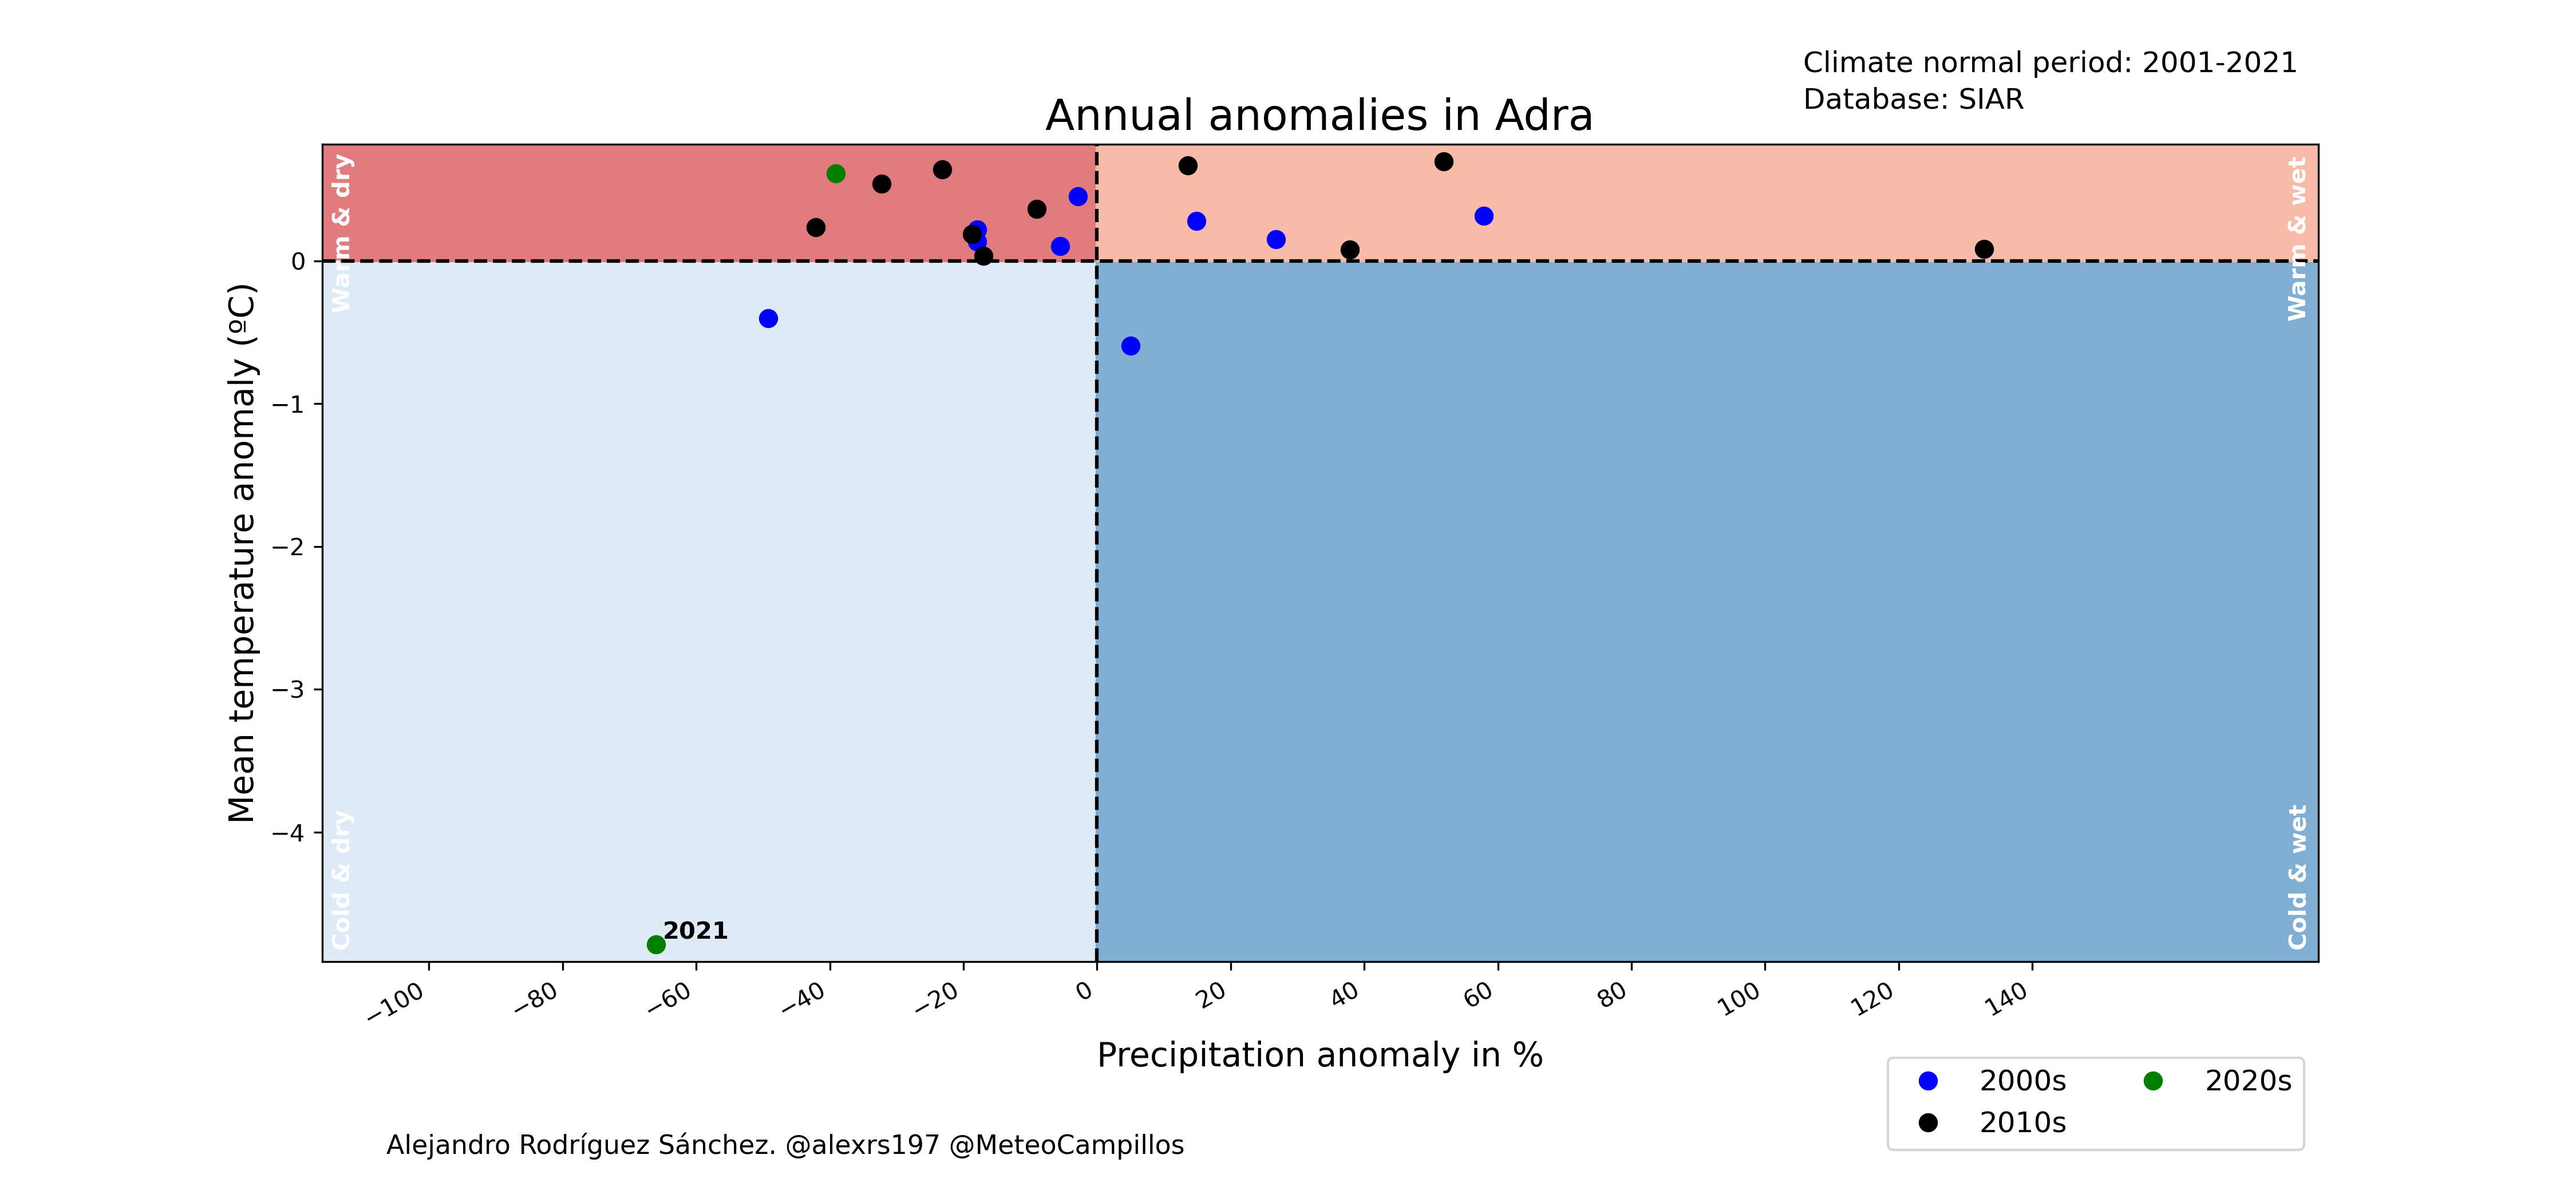 Climate normal period: 2001-2021
Database: SIAR
Annual anomalies in Adra
Warm & dry
Warm & wet
Mean temperature anomaly (ºC)
0
−1
−2
−3
−4
Cold & dry
Cold & wet
2021
−100
−80
−60
−40
−20
0
20
40
60
80
100
120
140
Precipitation anomaly in %
2000s
2020s
2010s
Alejandro Rodríguez Sánchez. @alexrs197 @MeteoCampillos